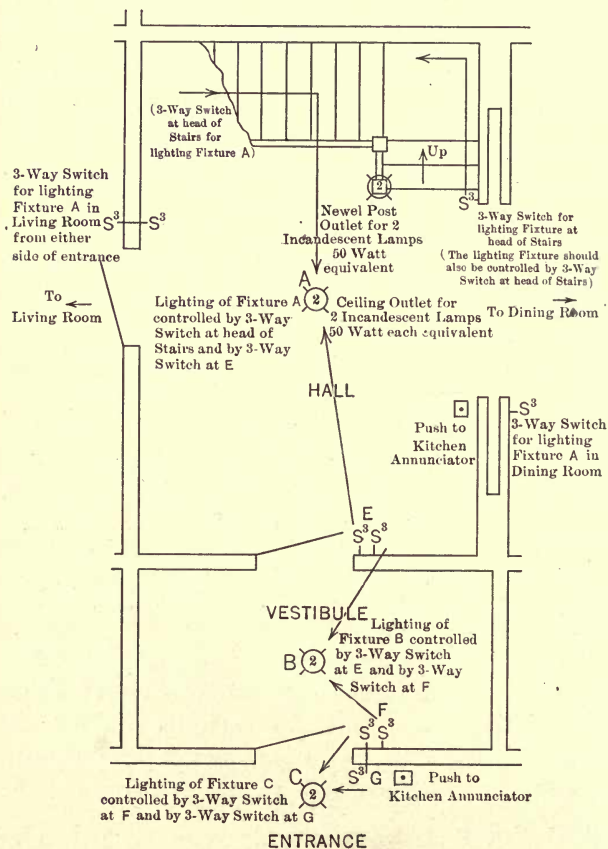 (3-Way Switch
at head of
Stairs for
lighting Fixture A)
Up
2
S³
3-Way Switch
for lighting
Fixture A in
Living Room
from either
side of entrance
S³ S³
Newel Post
Outlet for 2
Incandescent Lamps
50 Watt
equivalent
3-Way Switch for
lighting Fixture at
head of Stairs
(The lighting Fixture should
also be controlled by 3-Way
Switch at head of Stairs)
To
Living Room
Lighting of Fixture A
controlled by 3-Way
Switch at head of
Stairs and by 3-Way
Switch at E
A
2
Ceiling Outlet for
2 Incandescent Lamps
50 Watt each equivalent
To Dining Room
HALL
Push to
Kitchen
Annunciator
S³
3-Way Switch
for lighting
Fixture A in
Dining Room
E
S³ S³
VESTIBULE
Lighting of
Fixture B controlled
by 3-Way Switch
at E and by 3-Way
Switch at F
B
2
F
S³ S³
S³ G
Push to
Kitchen Annunciator
Lighting of Fixture C
controlled by 3-Way Switch
at F and by 3-Way Switch at G
C
2
ENTRANCE